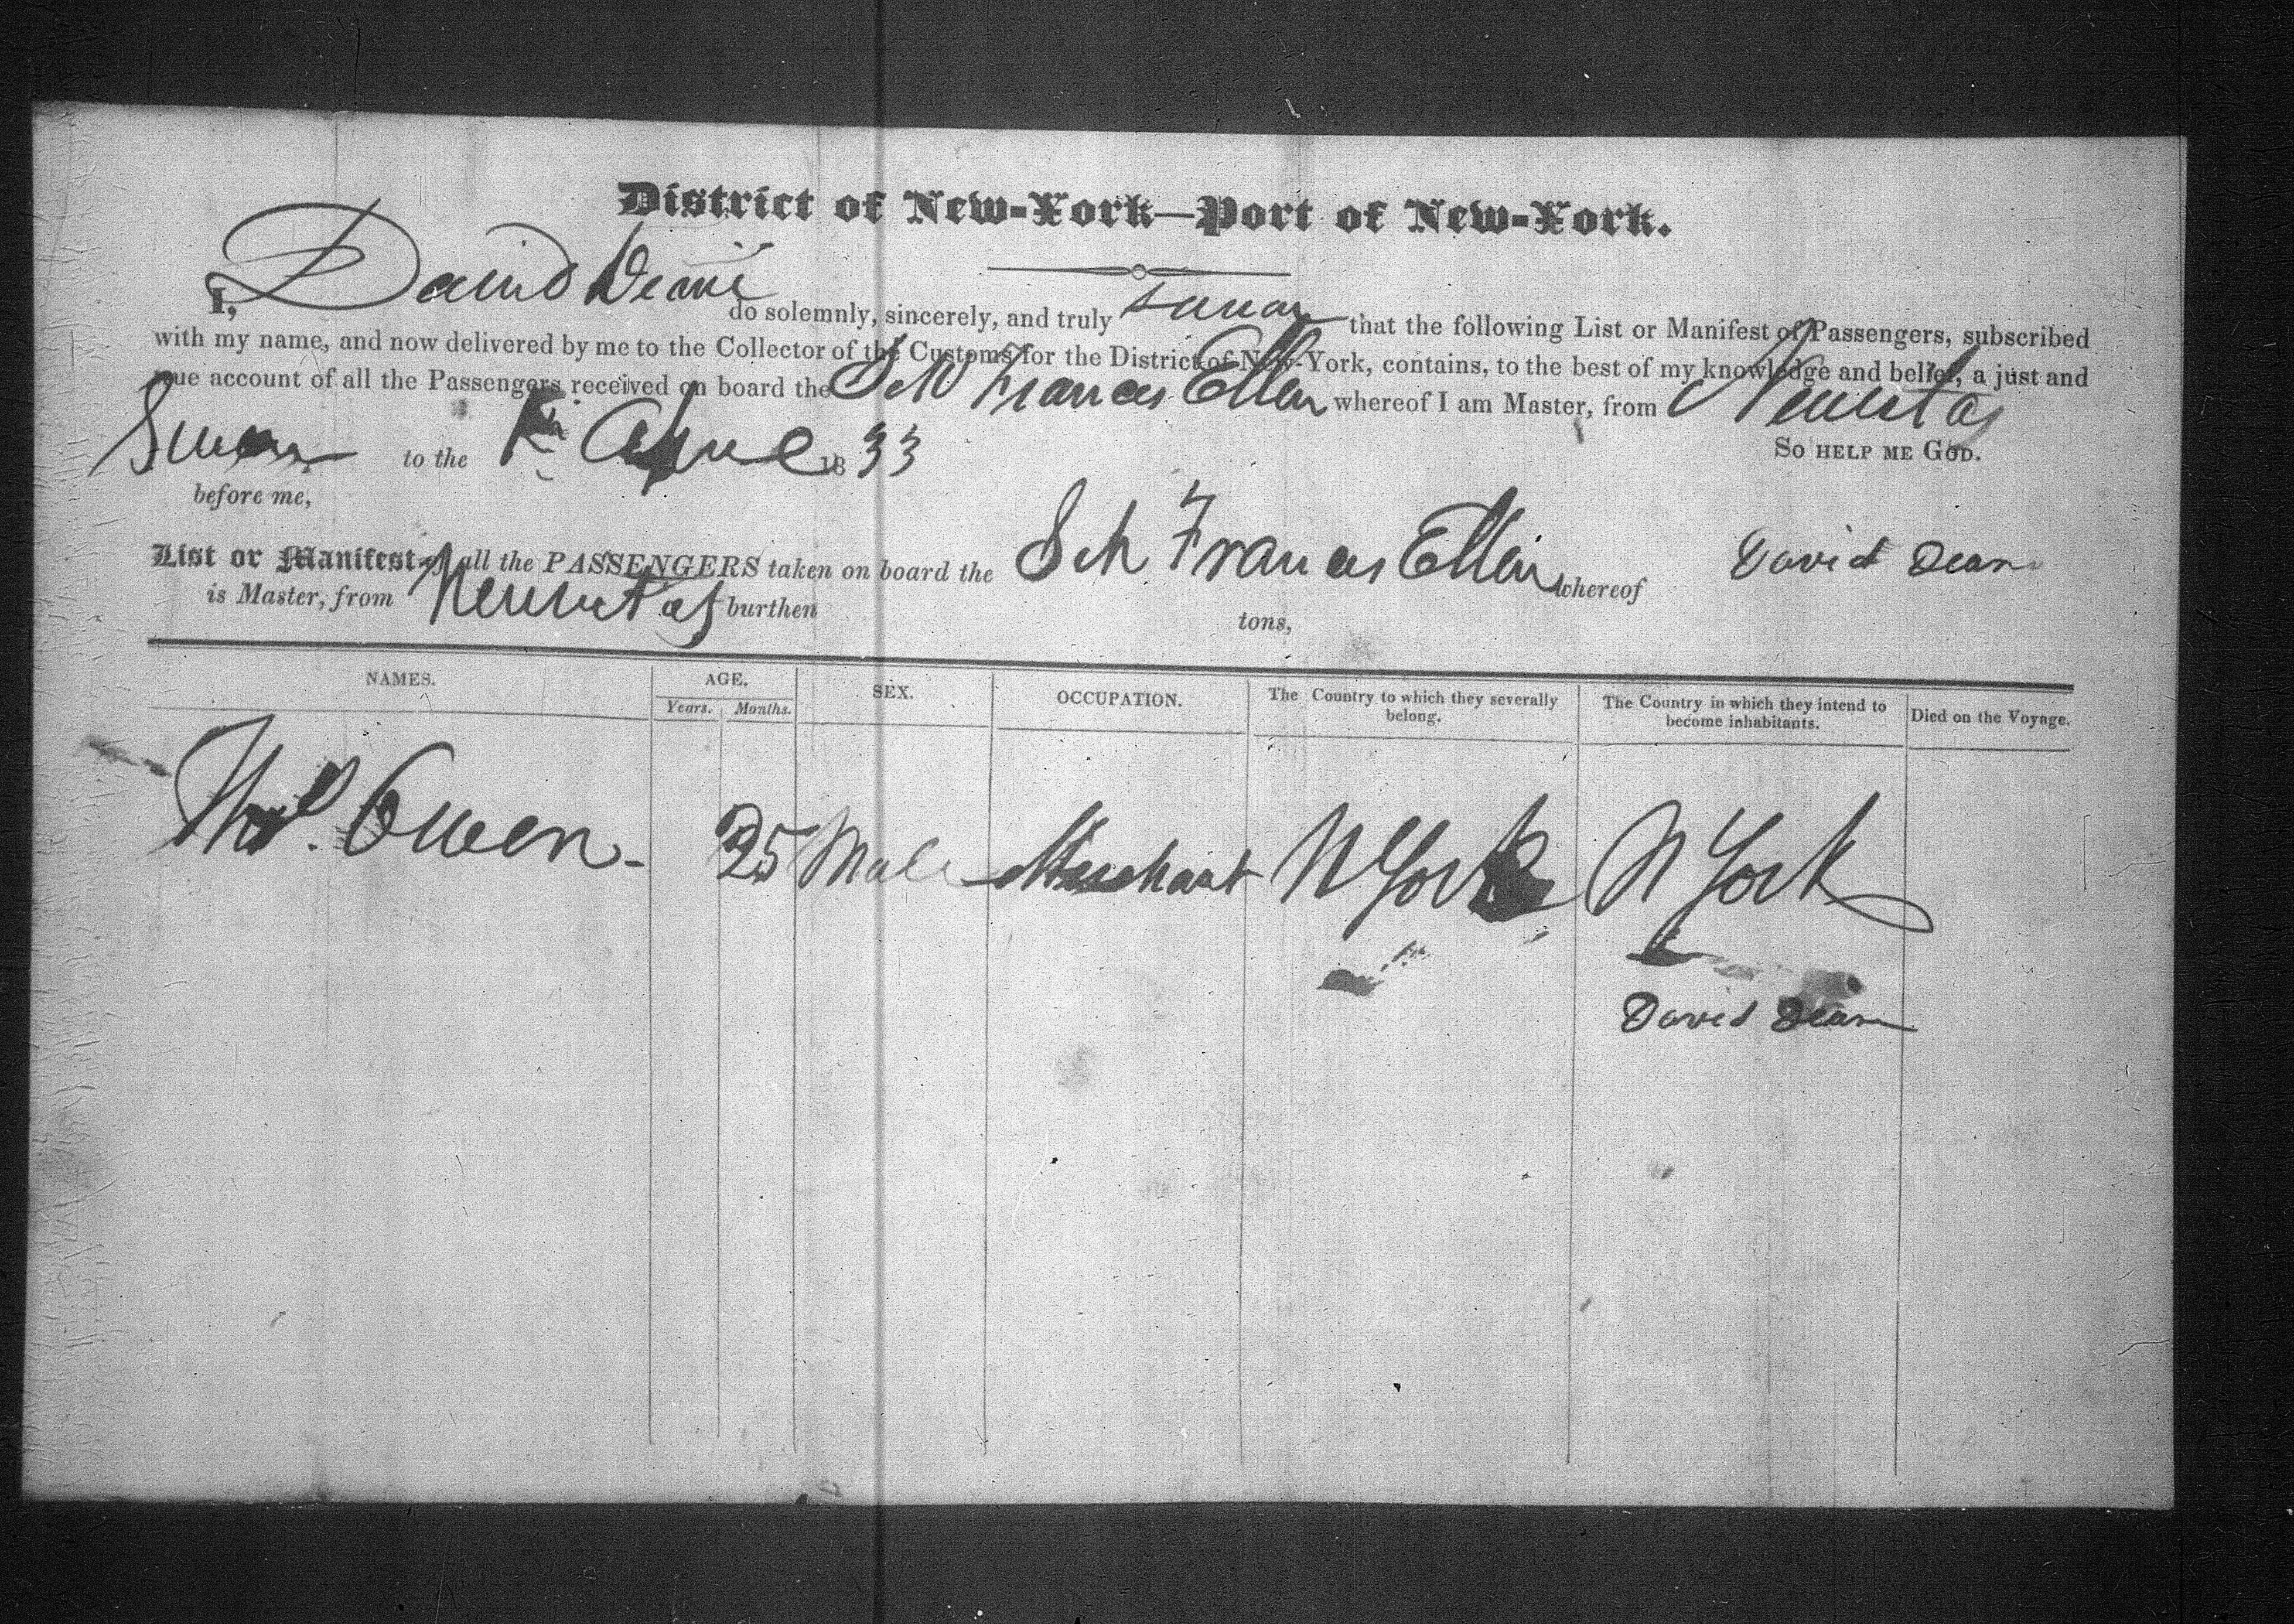 District of New-York—Port of New-York.
I, David Deane do solemnly, sincerely, and truly swear that the following List or Manifest of Passengers, subscribed
with my name, and now delivered by me to the Collector of the Customs for the District of New-York, contains, to the best of my knowledge and belief, a just and
true account of all the Passengers received on board the Sch Frances Ellen whereof I am Master, from Nuevitas
Sworn to the April 1833 So help me God.
before me,
List or Manifest of all the PASSENGERS taken on board the Sch Frances Ellen whereof David Dean
is Master, from Nuevitas burthen tons,
NAMES. AGE. Years. Months. SEX. OCCUPATION. The Country to which they severally belong. The Country in which they intend to become inhabitants. Died on the Voyage.
Thos. Owen - 25 Male Merchant N York N York
David Dean